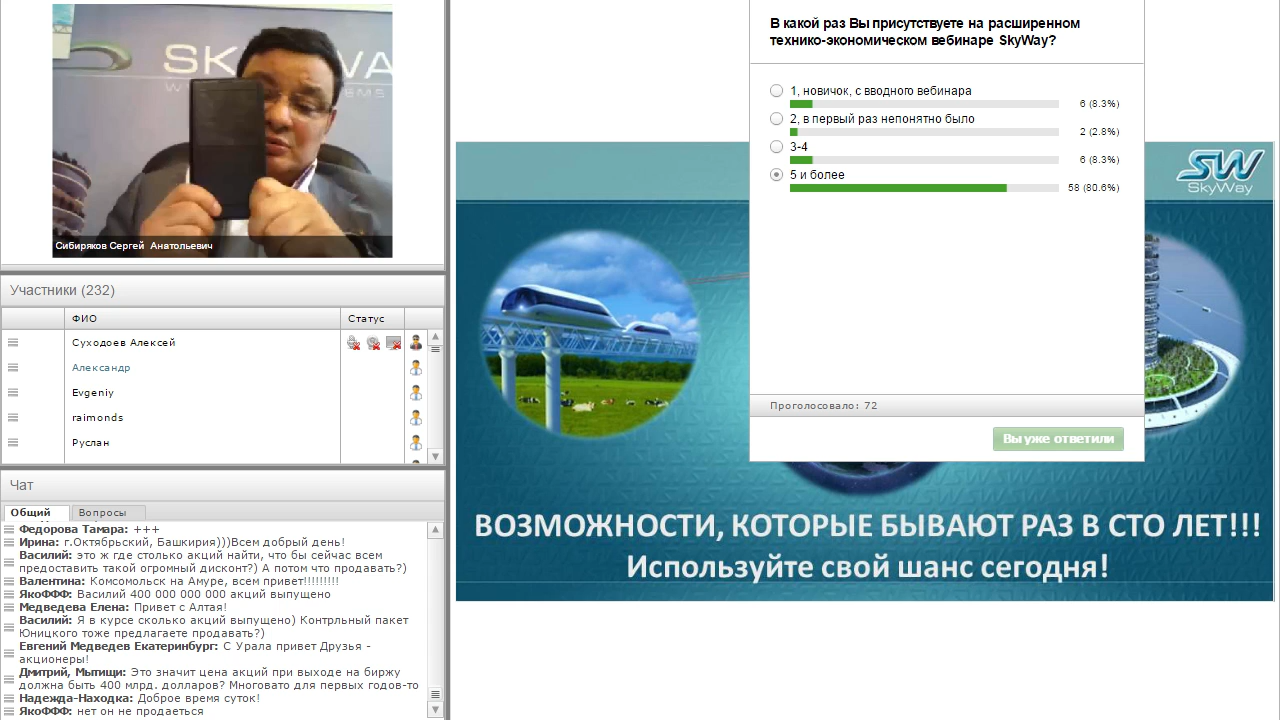 SKYWAY
Сибиряков Сергей Анатольевич
Участники (232)
ФИО
Статус
Суходоев Алексей
Александр
Evgeniy
raimonds
Руслан
Чат
Общий
Вопросы
Федорова Тамара: +++
Ирина: г.Октябрьский, Башкирия)))Всем добрый день!
Василий: это ж где столько акций найти, что бы сейчас всем
предоставить такой огромный дисконт?) А потом что продавать?)
Валентина: Комсомольск на Амуре, всем привет!!!!!!!!!
ЯкоФФФ: Василий 400 000 000 000 акций выпущено
Медведева Елена: Привет с Алтая!
Василий: Я в курсе сколько акций выпущено) Контрльный пакет
Юницкого тоже предлагаете продавать?)
Евгений Медведев Екатеринбург: С Урала привет Друзья -
акционеры!
Дмитрий, Мытищи: Это значит цена акций при выходе на биржу
должна быть 400 млрд. долларов? Многовато для первых годов-то
Надежда-Находка: Доброе время суток!
ЯкоФФФ: нет он не продаеться
В какой раз Вы присутствуете на расширенном
технико-экономическом вебинаре SkyWay?
1, новичок, с вводного вебинара
6 (8.3%)
2, в первый раз непонятно было
2 (2.8%)
3-4
6 (8.3%)
5 и более
58 (80.6%)
Проголосовало: 72
Вы уже ответили
SW
SkyWay
ВОЗМОЖНОСТИ, КОТОРЫЕ БЫВАЮТ РАЗ В СТО ЛЕТ!!!
Используйте свой шанс сегодня!